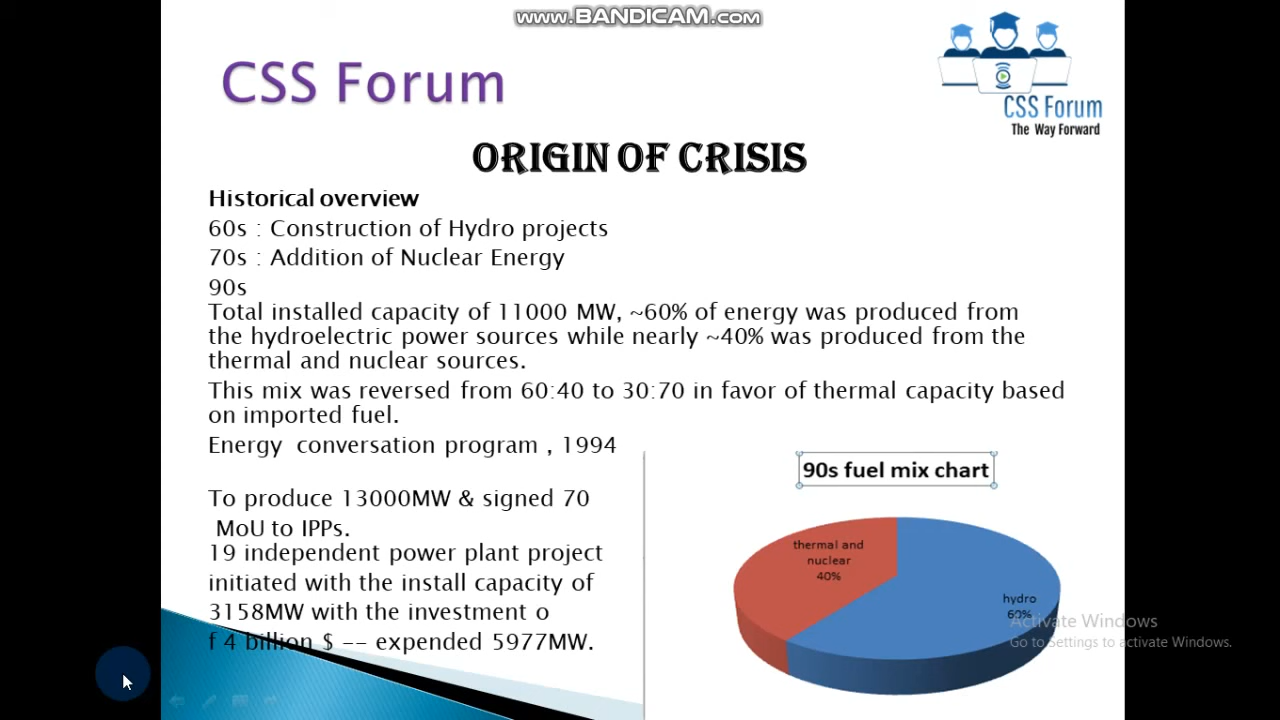 www.BANDICAM.com
CSS Forum
CSS Forum
The Way Forward
ORIGIN OF CRISIS
Historical overview
60s : Construction of Hydro projects
70s : Addition of Nuclear Energy
90s
Total installed capacity of 11000 MW, ~60% of energy was produced from
the hydroelectric power sources while nearly ~40% was produced from the
thermal and nuclear sources.
This mix was reversed from 60:40 to 30:70 in favor of thermal capacity based
on imported fuel.
Energy conversation program , 1994
To produce 13000MW & signed 70
MoU to IPPs.
19 independent power plant project
initiated with the install capacity of
3158MW with the investment o
f 4 billion $ -- expended 5977MW.
90s fuel mix chart
thermal and
nuclear
40%
hydro
60%
Activate Windows
Go to Settings to activate Windows.